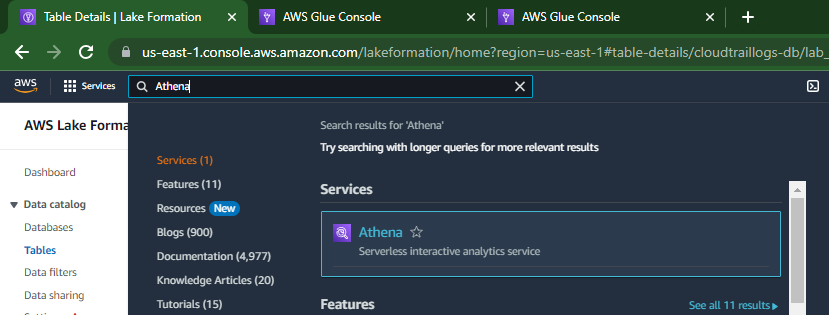 Table Details | Lake Formation
AWS Glue Console
AWS Glue Console
us-east-1.console.aws.amazon.com/lakeformation/home?region=us-east-1#table-details/cloudtraillogs-db/lab_
aws
Services
Athena
AWS Lake Forma
Dashboard
Data catalog
Databases
Tables
Data filters
Data sharing
Services (1)
Features (11)
Resources New
Blogs (900)
Documentation (4,977)
Knowledge Articles (20)
Tutorials (15)
Search results for 'Athena'
Try searching with longer queries for more relevant results
Services
Athena
Serverless interactive analytics service
Features
See all 11 results